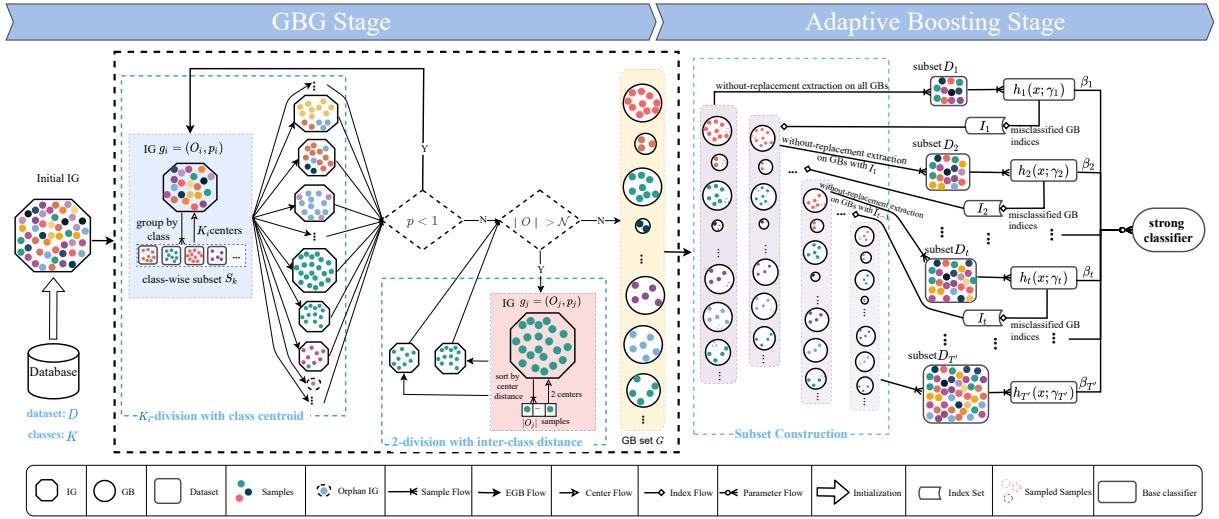 GBG Stage
Adaptive Boosting Stage
Initial IG
Database
dataset: D
classes: K
IG g_i = (O_i, p_i)
group by
class
K_i centers
...
class-wise subset S_k
K_i-division with class centroid
Y
p < 1
N
| O | > N
N
Y
IG g_j = (O_j, p_j)
sort by
center
distance
2 centers
|O_j|
samples
2-division with inter-class distance
GB set G
without-replacement extraction on all GBs
without-replacement extraction
on GBs with I_1
without-replacement extraction
on GBs with I_{t-1}
Subset Construction
subset D_1
h_1(x; γ_1)
β_1
I_1
misclassified GB
indices
subset D_2
h_2(x; γ_2)
β_2
I_2
misclassified GB
indices
subset D_t
h_t(x; γ_t)
β_t
I_t
misclassified GB
indices
subset D_{T'}
h_{T'}(x; γ_{T'})
β_{T'}
strong
classifier
IG
GB
Dataset
Samples
Orphan IG
Sample Flow
EGB Flow
Center Flow
Index Flow
Parameter Flow
Initialization
Index Set
Sampled Samples
Base classifier